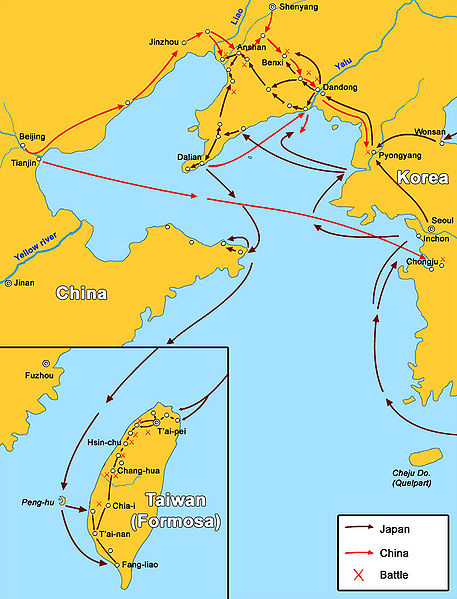 Shenyang
Liao
Jinzhou
Anshan
Benxi
Yalu
Dandong
Beijing
Tianjin
Wonsan
Pyongyang
Dalian
Korea
Seoul
Inchon
Chongju
Yellow river
Jinan
China
Fuzhou
T'ai-pei
Hsin-chu
Chang-hua
Cheju Do.
(Quelpart)
Peng-hu
Chia-i
Taiwan
(Formosa)
T'ai-nan
Fang-liao
Japan
China
Battle